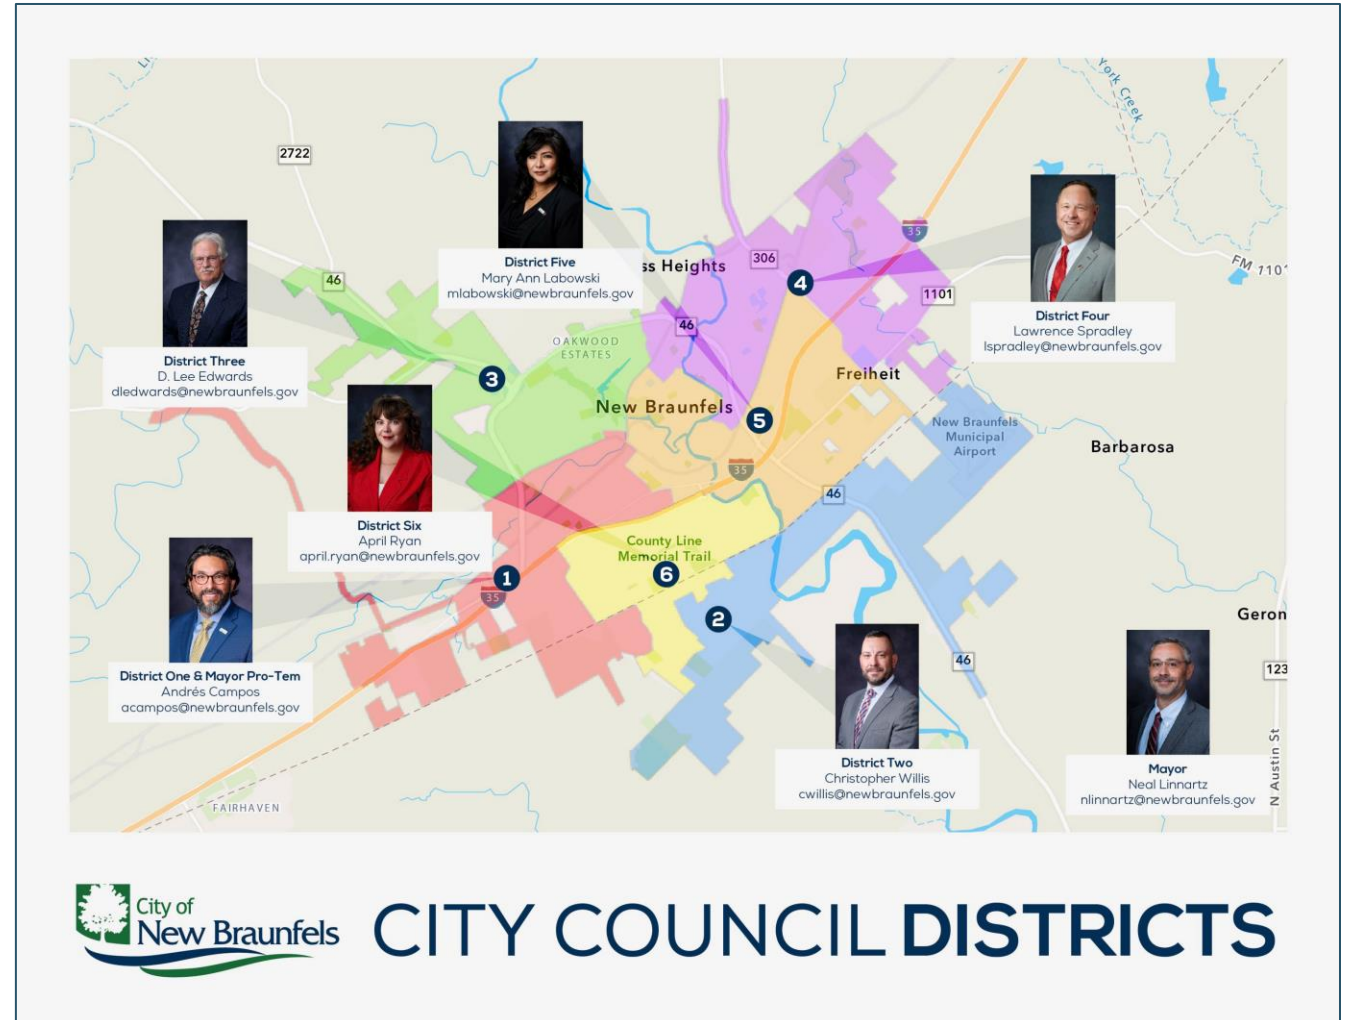 York Creek
2722
FM 1101
35
306
ss Heights
District Five
Mary Ann Labowski
mlabowski@newbraunfels.gov
46
4
1101
District Four
Lawrence Spradley
lspradley@newbraunfels.gov
46
OAKWOOD
ESTATES
District Three
D. Lee Edwards
dledwards@newbraunfels.gov
3
Freiheit
New Braunfels
5
New Braunfels
Municipal
Airport
Barbarosa
35
46
District Six
April Ryan
april.ryan@newbraunfels.gov
County Line
Memorial Trail
6
1
35
2
Geron
46
123
District One & Mayor Pro-Tem
Andrés Campos
acampos@newbraunfels.gov
District Two
Christopher Willis
cwillis@newbraunfels.gov
Mayor
Neal Linnartz
nlinnartz@newbraunfels.gov
N Austin St
FAIRHAVEN
City of
New Braunfels
CITY COUNCIL DISTRICTS